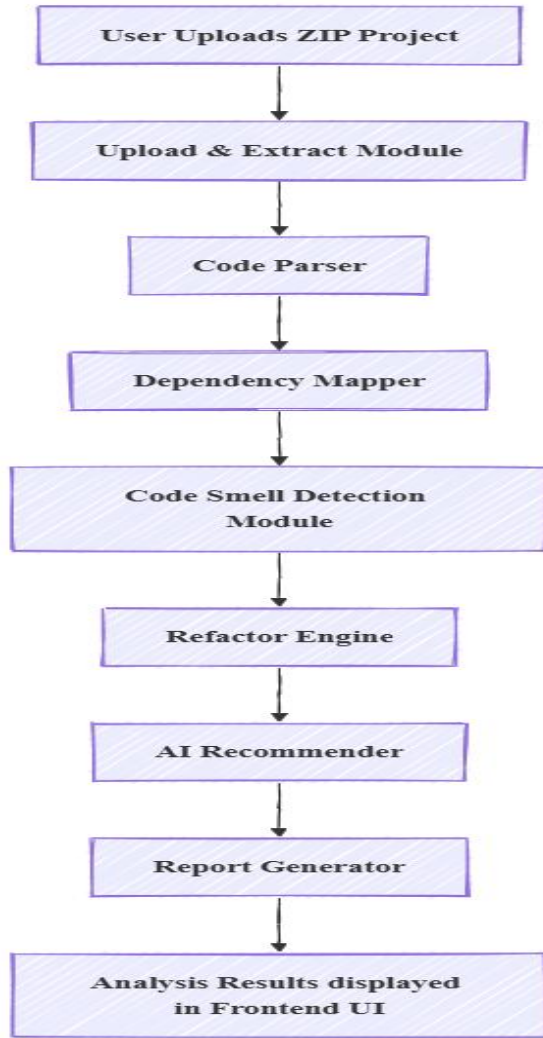 User Uploads ZIP Project
Upload & Extract Module
Code Parser
Dependency Mapper
Code Smell Detection
Module
Refactor Engine
AI Recommender
Report Generator
Analysis Results displayed
in Frontend UI